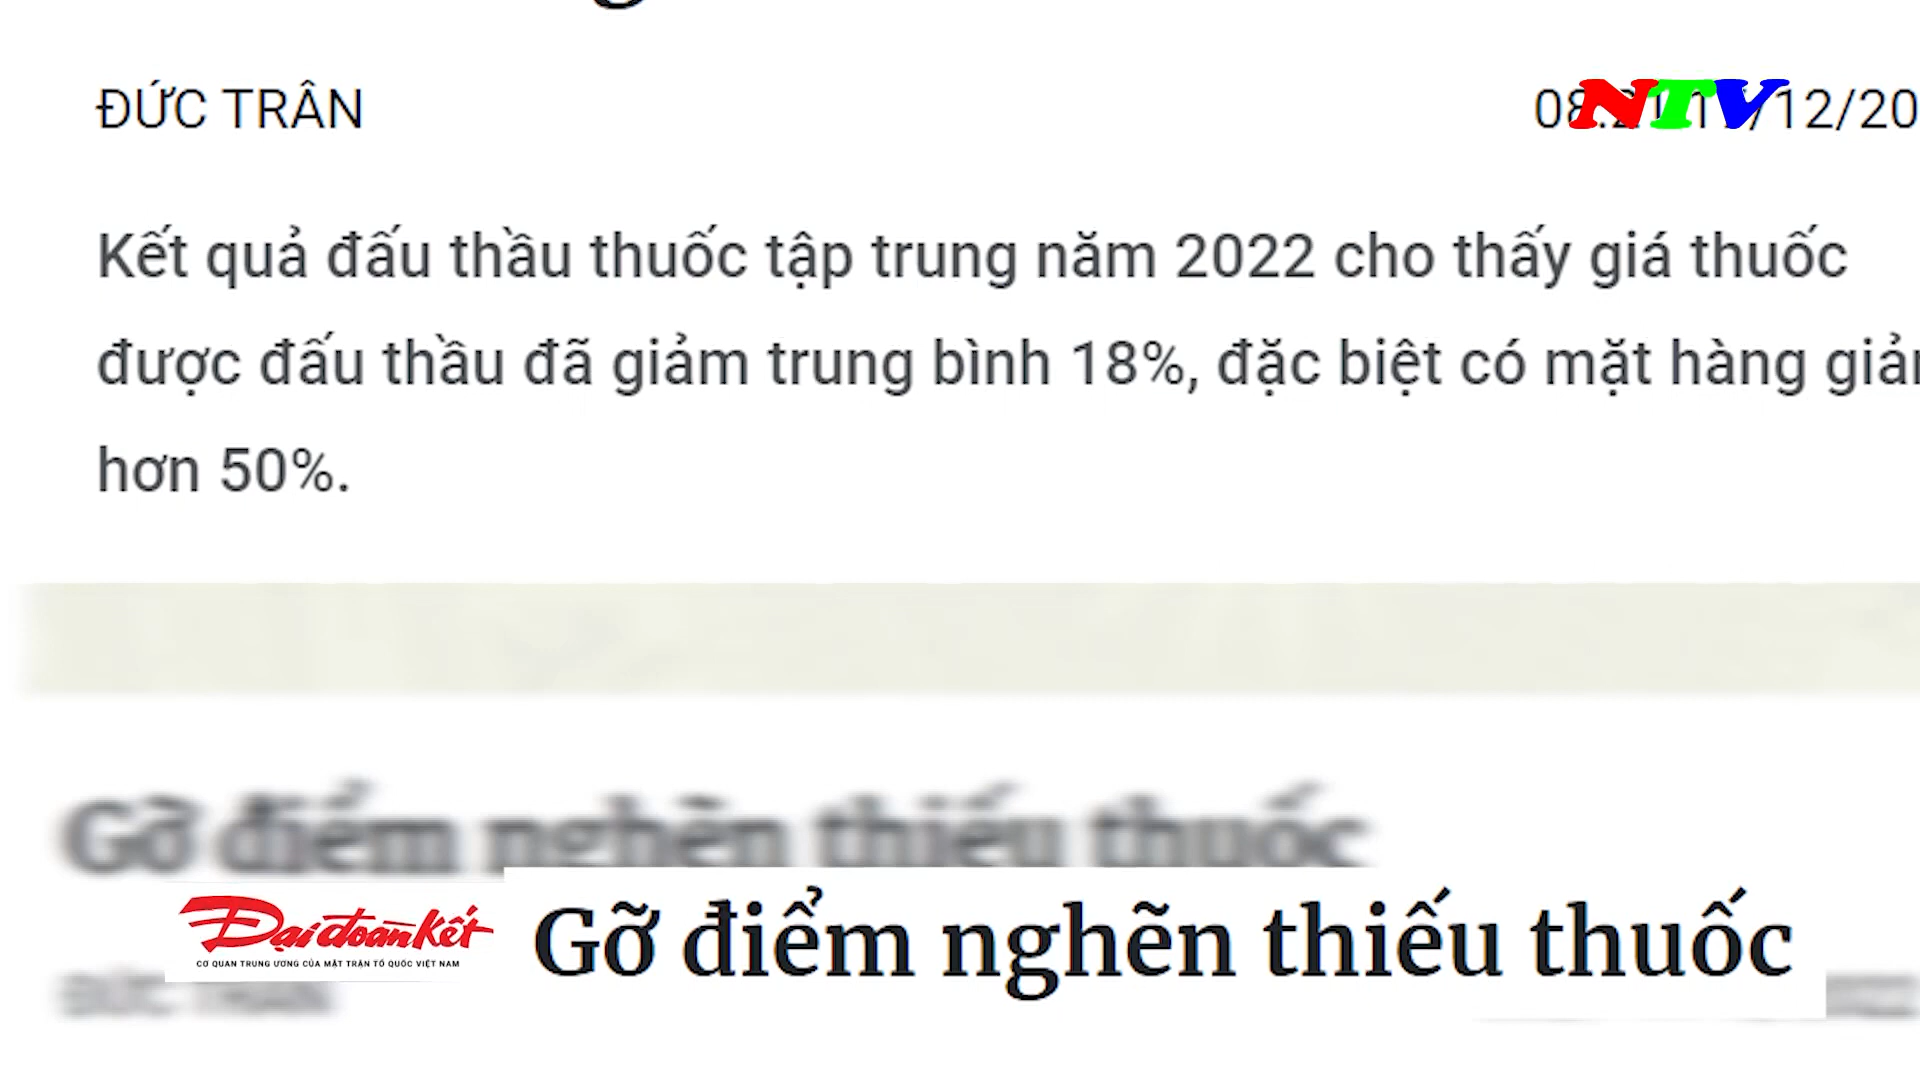 ĐỨC TRÂN
NTV
/12/20
Kết quả đấu thầu thuốc tập trung năm 2022 cho thấy giá thuốc
được đấu thầu đã giảm trung bình 18%, đặc biệt có mặt hàng
hơn 50%.
Gỡ điểm nghẽn thiếu thuốc
Đại đoàn kết
CƠ QUAN TRUNG ƯƠNG CỦA MẶT TRẬN TỔ QUỐC VIỆT NAM
Gỡ điểm nghẽn thiếu thuốc
ĐỨC TRÂN